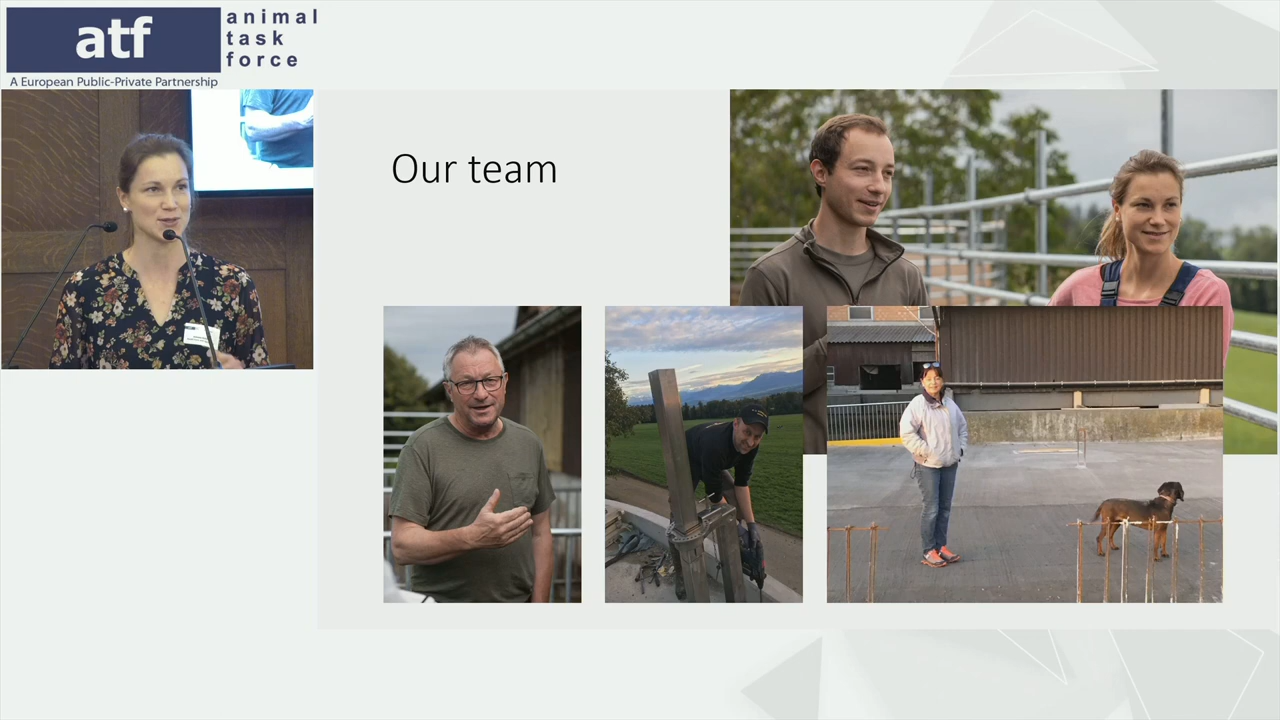 atf
animal
task
force
A European Public-Private Partnership
Our team